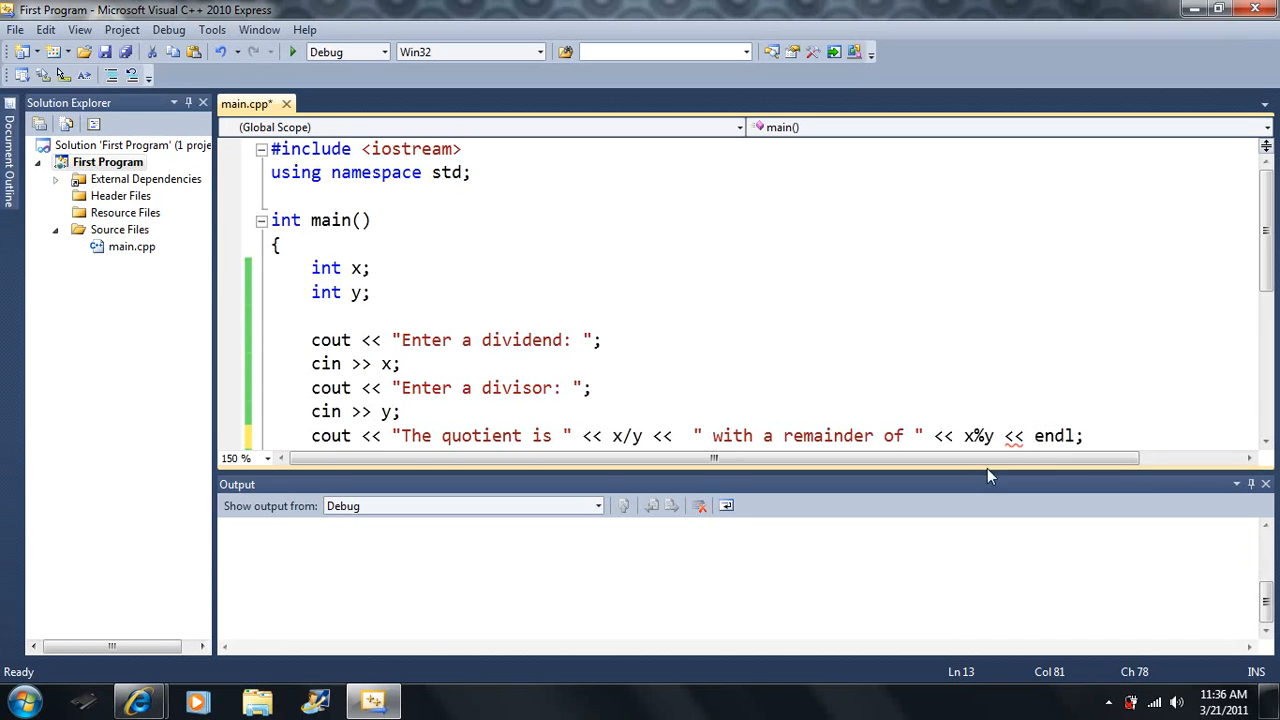 First Program - Microsoft Visual C++ 2010 Express
File Edit View Project Debug Tools Window Help
Debug Win32
Solution Explorer
main.cpp*
Document Outline
(Global Scope) main()
Solution 'First Program' (1 proje
First Program
External Dependencies
Header Files
Resource Files
Source Files
main.cpp
#include <iostream>
using namespace std;
int main()
{
int x;
int y;
cout << "Enter a dividend: ";
cin >> x;
cout << "Enter a divisor: ";
cin >> y;
cout << "The quotient is " << x/y <<  " with a remainder of " << x%y << endl;
150 %
Output
Show output from: Debug
Ready Ln 13 Col 81 Ch 78 INS
11:36 AM
3/21/2011